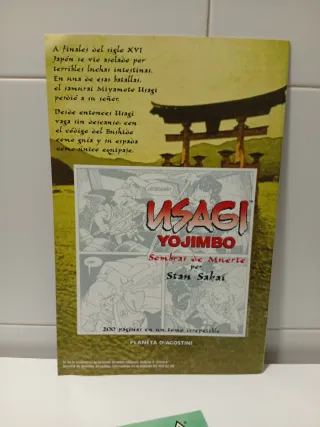 A finales del siglo XVI
Japón se vio asolado por
terribles luchas intestinas.
En una de esas batallas,
el samurai Miyamoto Usagi
perdió a su señor.
Desde entonces Usagi
vaga sin descanso, con
el código del Bushido
como guía y su espada
como único equipaje.
USAGI
YOJIMBO
Sombras de Muerte
por
Stan Sakai
200 páginas en un tomo irrepetible
PLANETA D'AGOSTINI